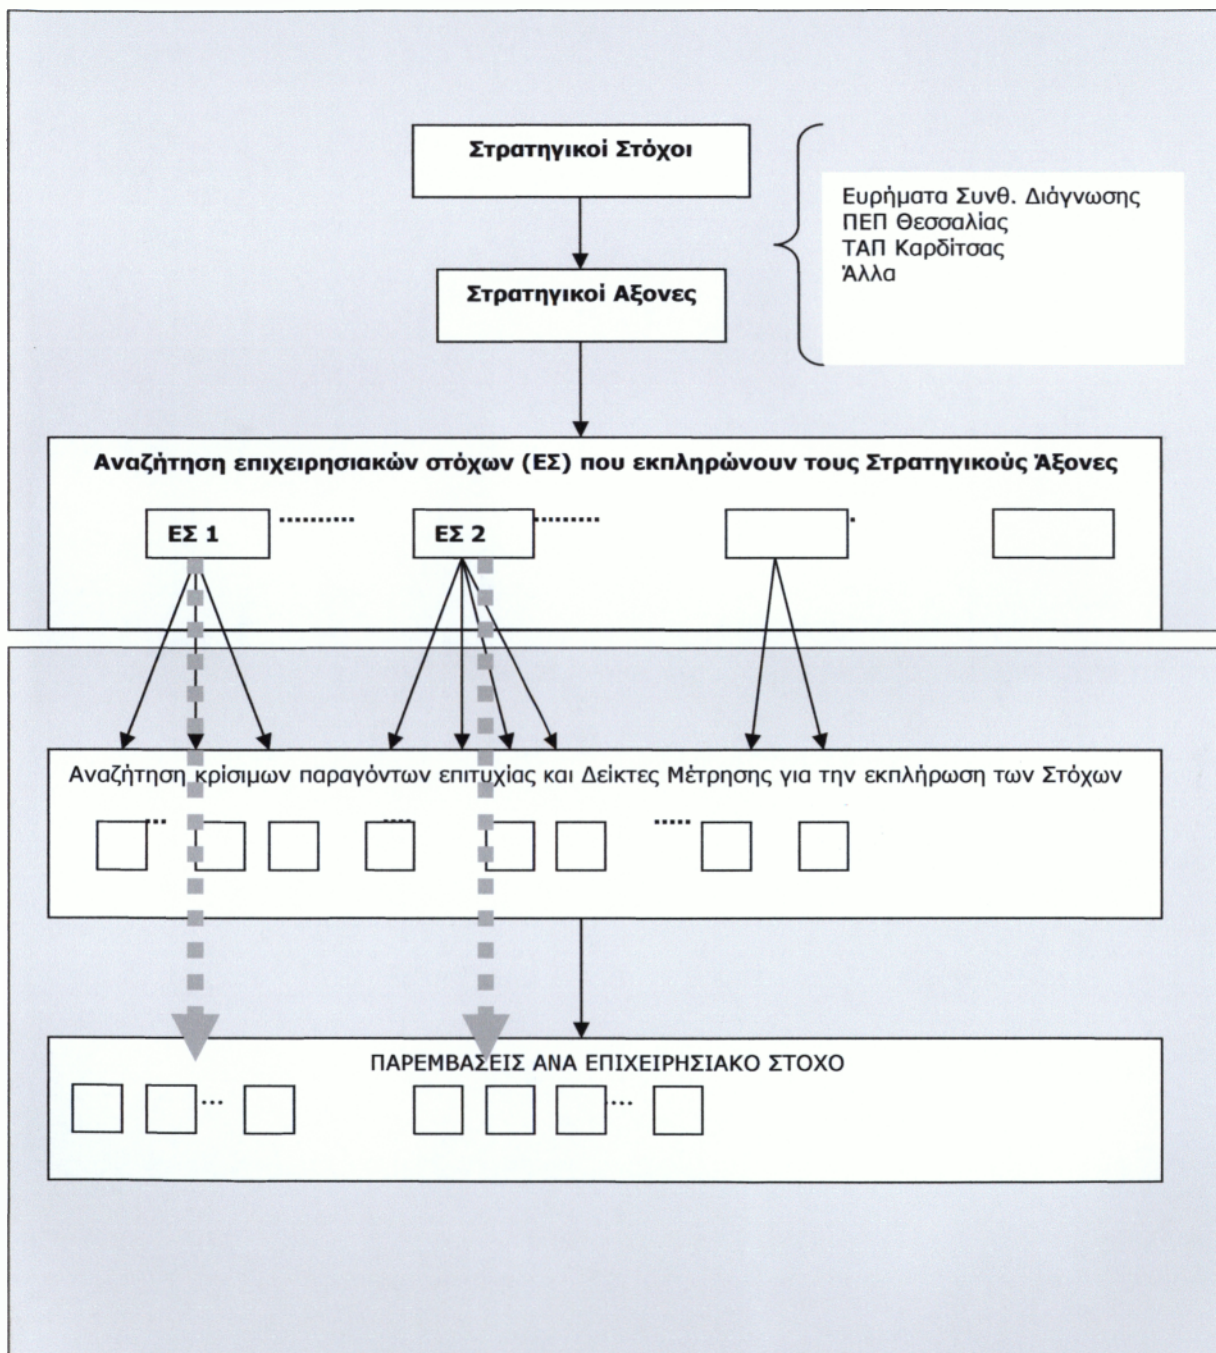 Στρατηγικοί Στόχοι
Ευρήματα Συνθ. Διάγνωσης
ΠΕΠ Θεσσαλίας
ΤΑΠ Καρδίτσας
Άλλα
Στρατηγικοί Αξονες
Αναζήτηση επιχειρησιακών στόχων (ΕΣ) που εκπληρώνουν τους Στρατηγικούς Άξονες
ΕΣ 1 ...........
ΕΣ 2 ..........
Αναζήτηση κρίσιμων παραγόντων επιτυχίας και Δείκτες Μέτρησης για την εκπλήρωση των Στόχων
ΠΑΡΕΜΒΑΣΕΙΣ ΑΝΑ ΕΠΙΧΕΙΡΗΣΙΑΚΟ ΣΤΟΧΟ